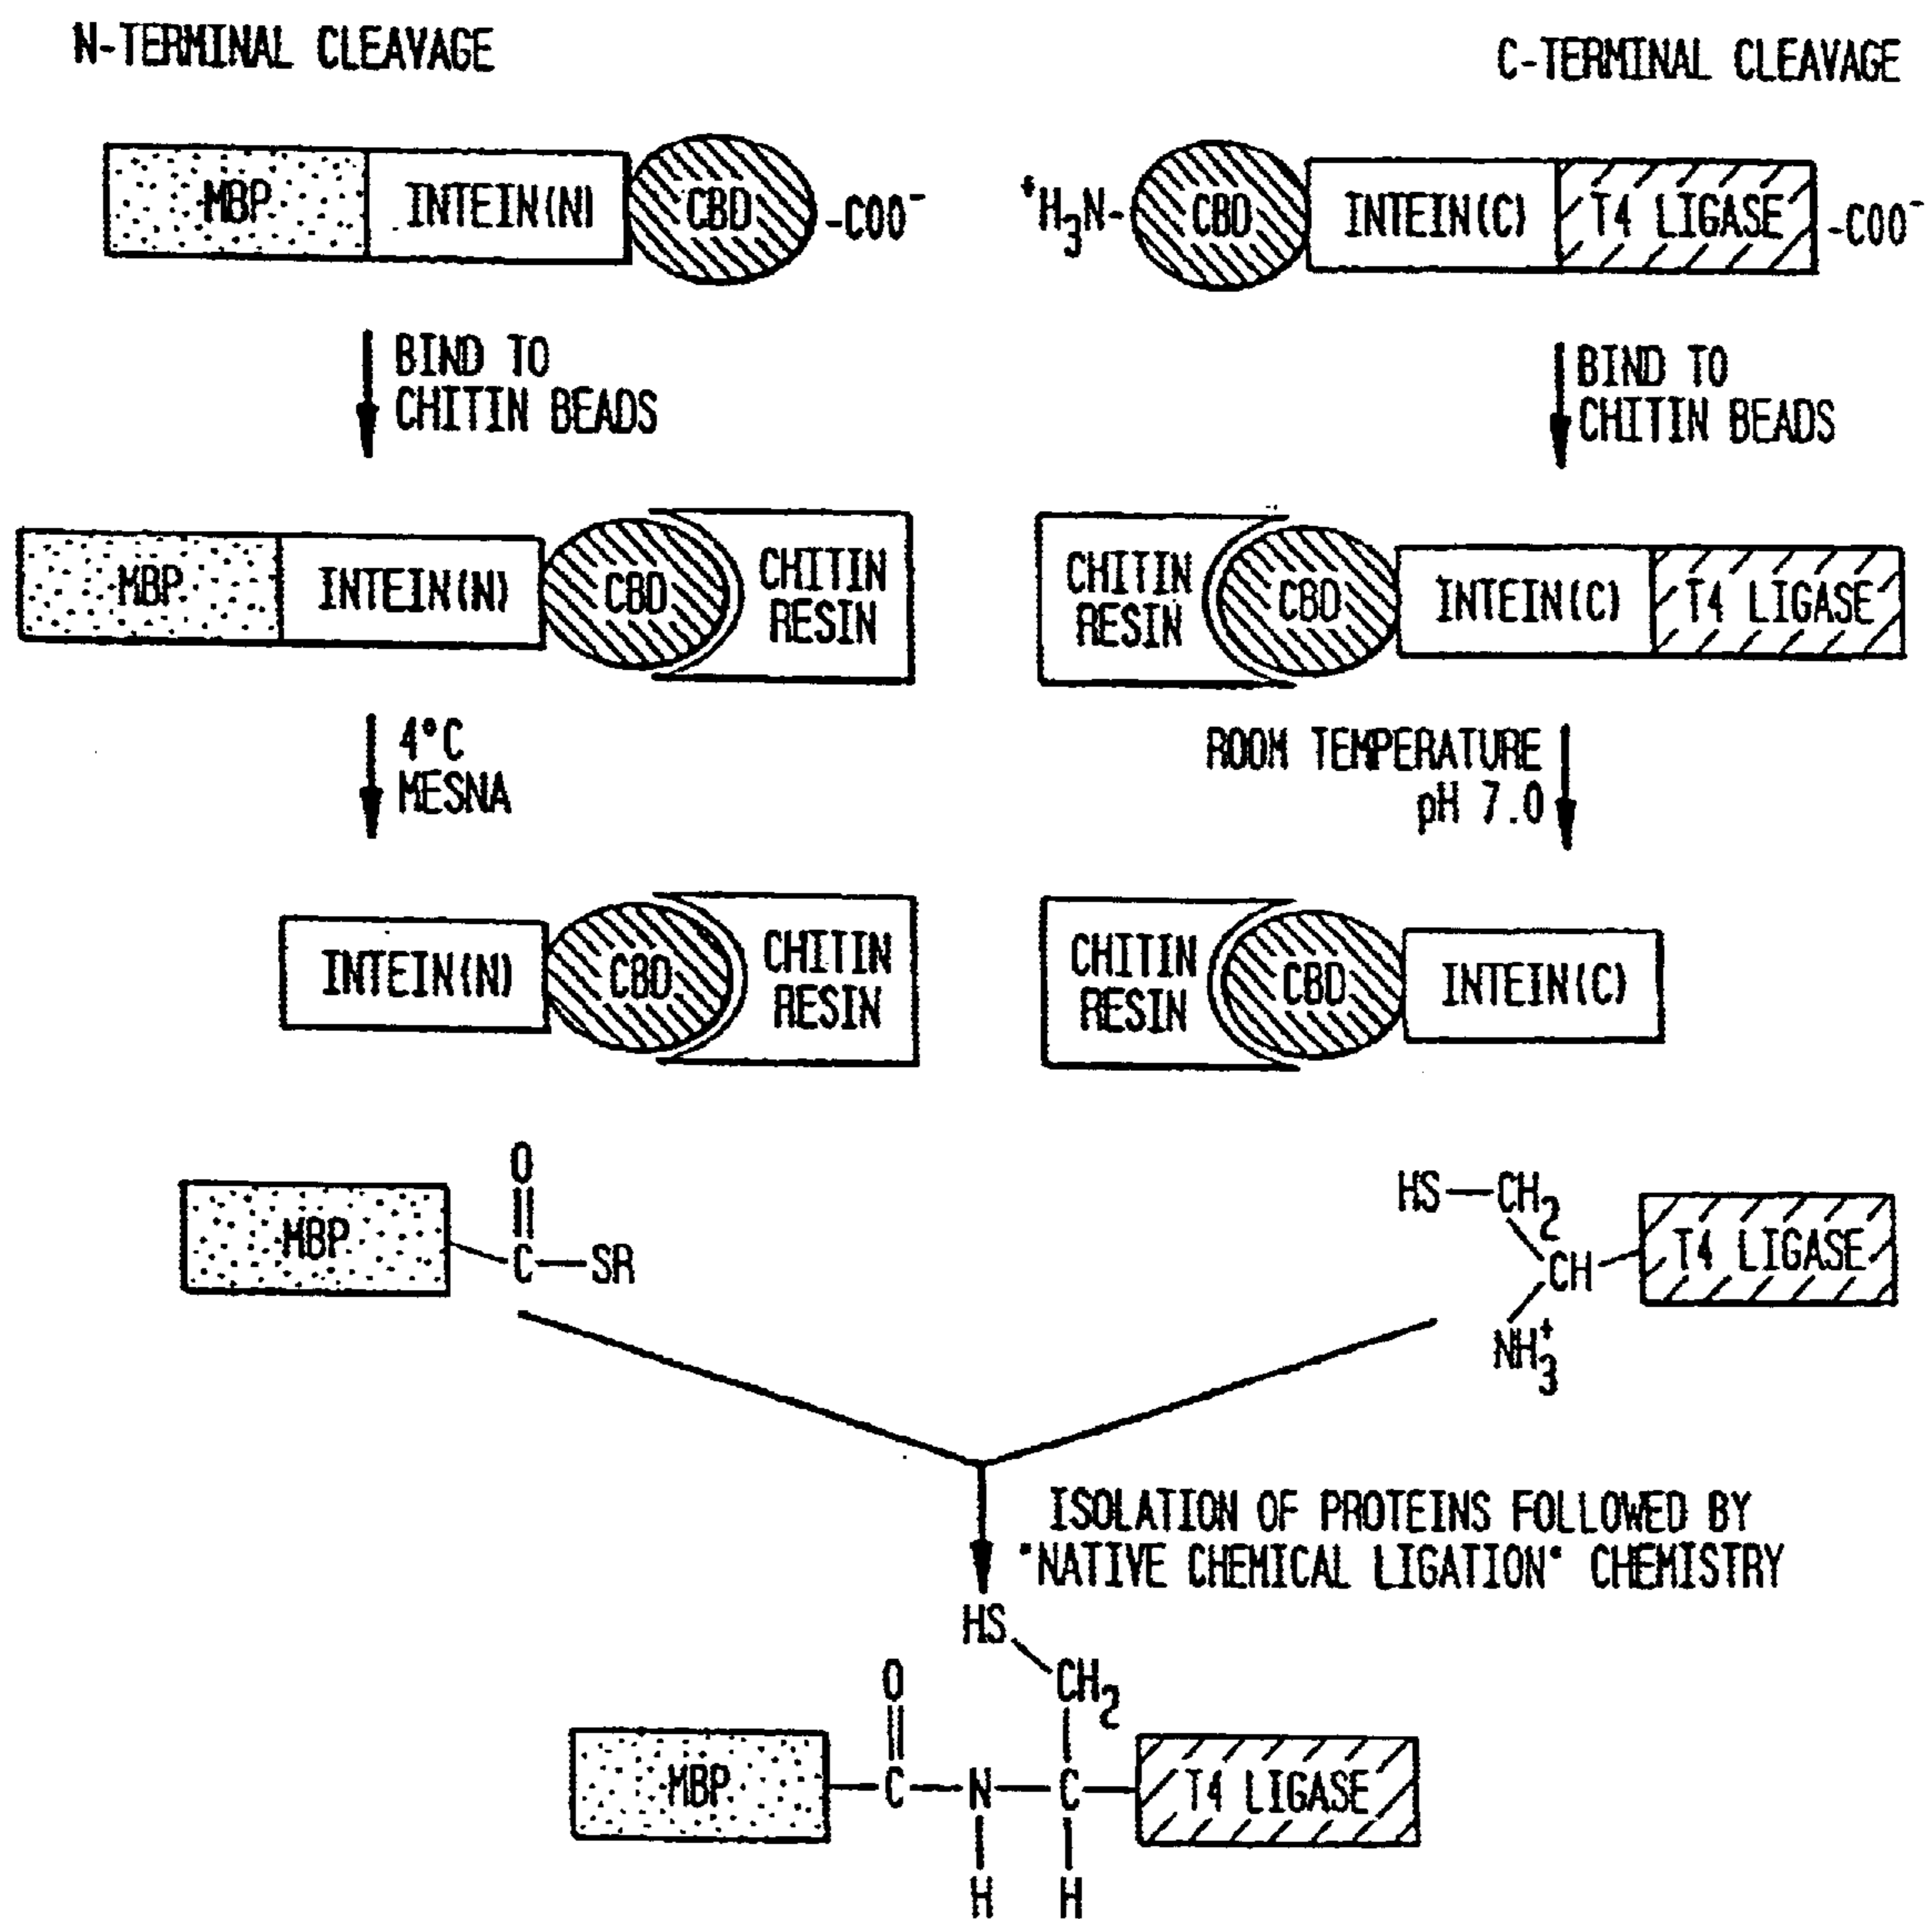 N-TERMINAL CLEAVAGE
C-TERMINAL CLEAVAGE
MBP INTEIN(N) CBD -COO⁻
⁺H₃N- CBD INTEIN(C) T4 LIGASE -COO⁻
BIND TO
CHITIN BEADS
BIND TO
CHITIN BEADS
MBP INTEIN(N) CBD CHITIN
RESIN
CHITIN
RESIN CBD INTEIN(C) T4 LIGASE
4°C
MESNA
ROOM TEMPERATURE
pH 7.0
INTEIN(N) CBD CHITIN
RESIN
CHITIN
RESIN CBD INTEIN(C)
O
MBP C SR
HS CH₂
CH T4 LIGASE
NH₃⁺
ISOLATION OF PROTEINS FOLLOWED BY
"NATIVE CHEMICAL LIGATION" CHEMISTRY
HS
O CH₂
MBP C N C T4 LIGASE
H H